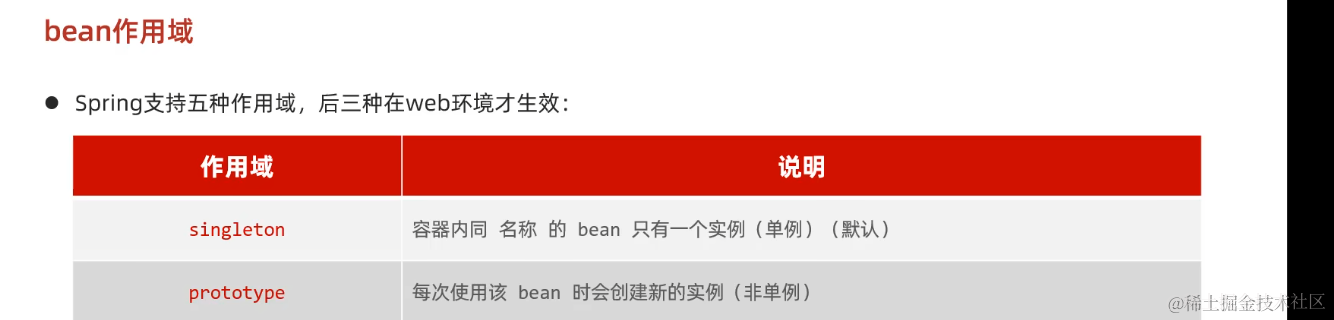 bean作用域
● Spring支持五种作用域，后三种在web环境才生效：
作用域 说明
singleton 容器内同 名称 的 bean 只有一个实例（单例）（默认）
prototype 每次使用该 bean 时会创建新的实例（非单例）
@稀土掘金技术社区